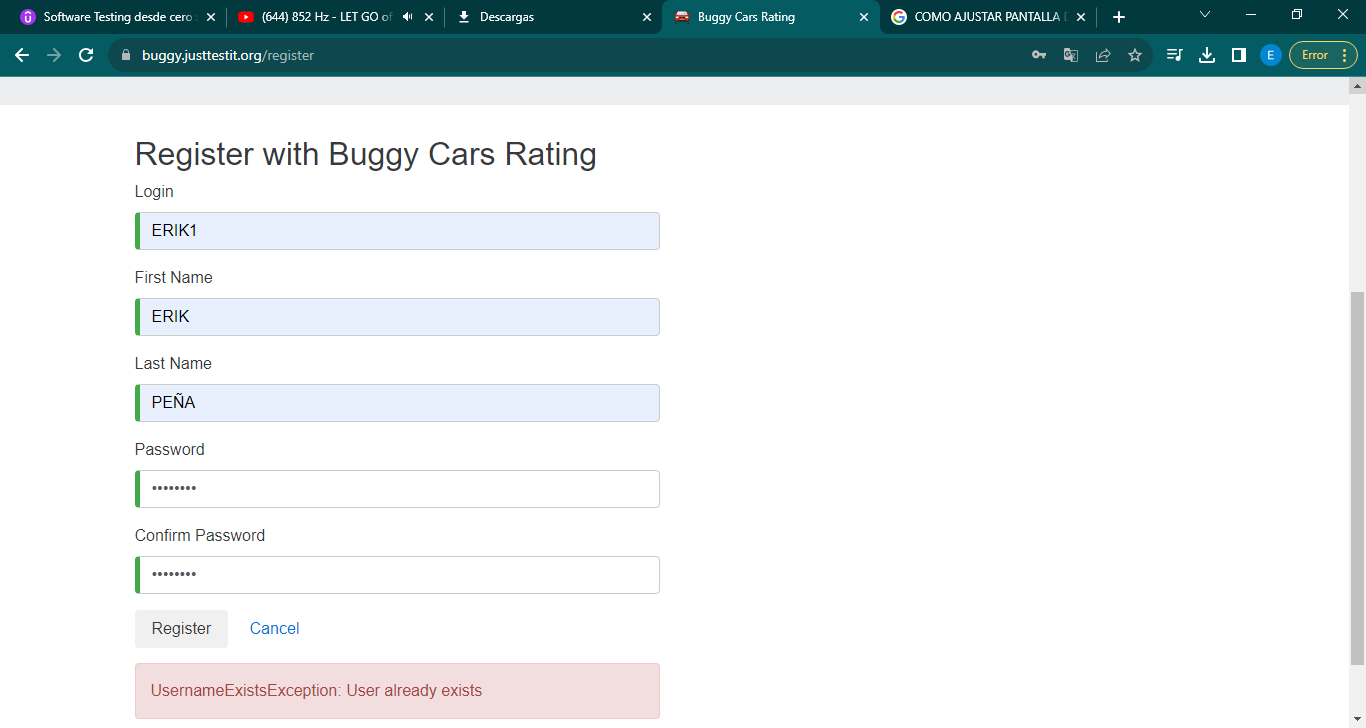 Software Testing desde cero
(644) 852 Hz - LET GO of
Descargas
Buggy Cars Rating
COMO AJUSTAR PANTALLA D
buggy.justtestit.org/register
E
Error
Register with Buggy Cars Rating
Login
ERIK1
First Name
ERIK
Last Name
PEÑA
Password
••••••••
Confirm Password
••••••••
Register Cancel
UsernameExistsException: User already exists